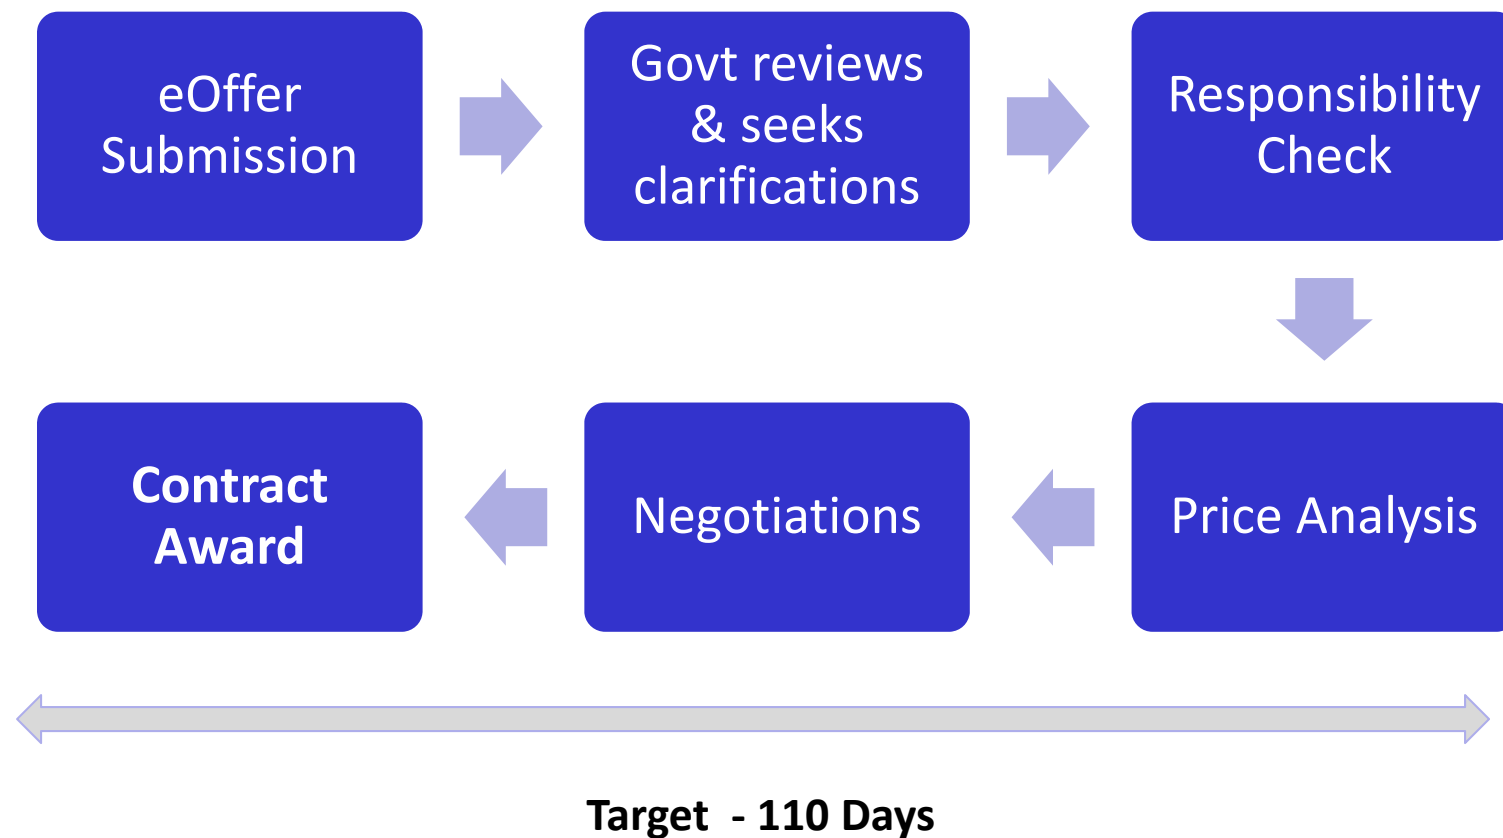 eOffer
Submission
Govt reviews
& seeks
clarifications
Responsibility
Check
Price Analysis
Negotiations
Contract
Award
Target - 110 Days